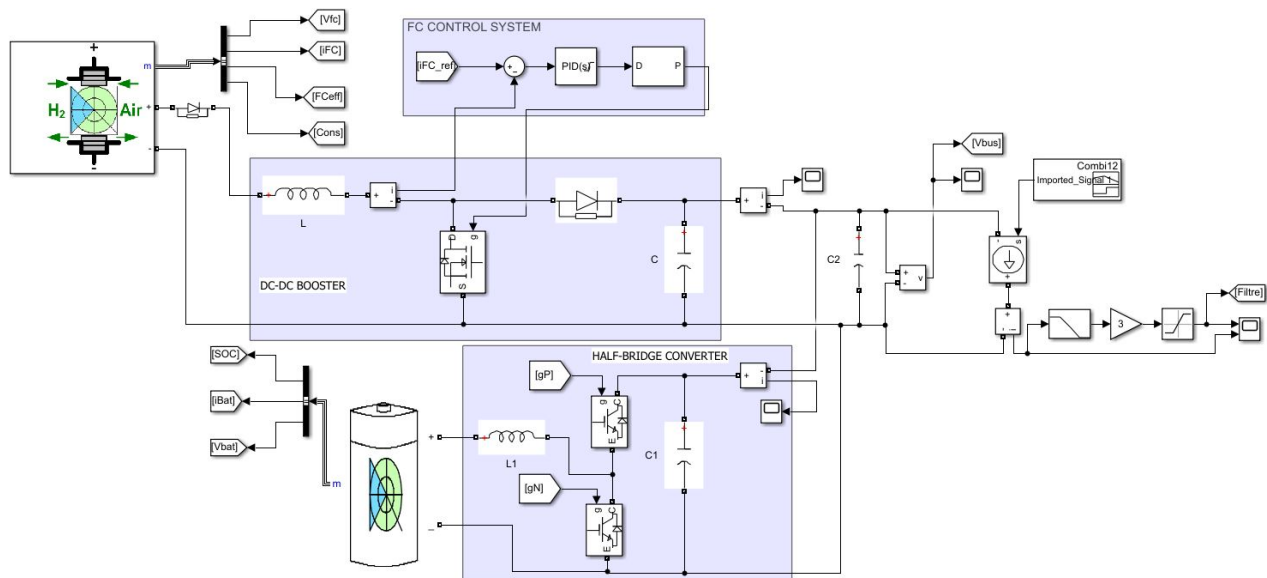 [Vfc]
FC CONTROL SYSTEM
+
m
[iFC]
[iFC_ref]
+
-
PID(s)
D
P
H2
Air
+
[FCeff]
-
[Cons]
-
[Vbus]
Combi12
Imported_Signal 1
+
L
+
i
-
+
i
-
D
g
S
+
C
+
C2
+
-
v
-
s
+
DC-DC BOOSTER
[Filtre]
+
-
i
3
[SOC]
HALF-BRIDGE CONVERTER
[gP]
+
-
i
[iBat]
g
C
E
+
C1
[Vbat]
+
+
L1
m
[gN]
g
C
E
-